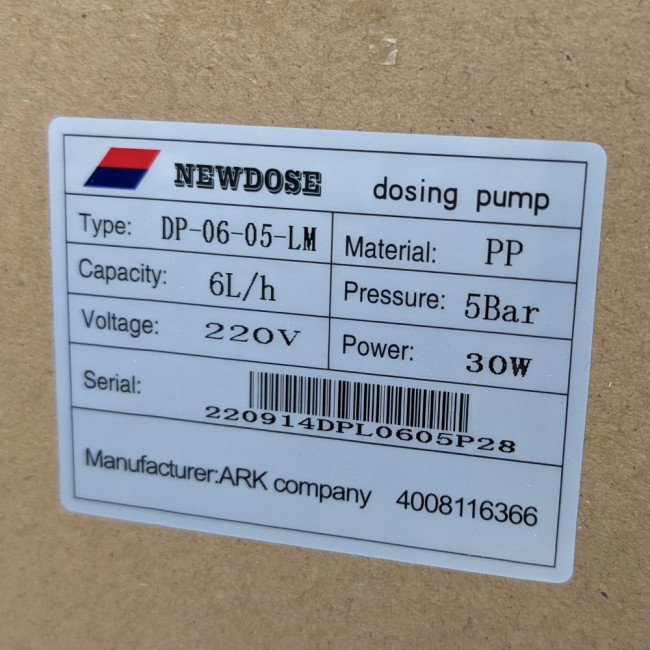 NEWDOSE dosing pump
Type: DP-06-05-LM Material: PP
Capacity: 6L/h Pressure: 5Bar
Voltage: 220V Power: 30W
Serial:
220914DPL0605P28
Manufacturer:ARK company 4008116366